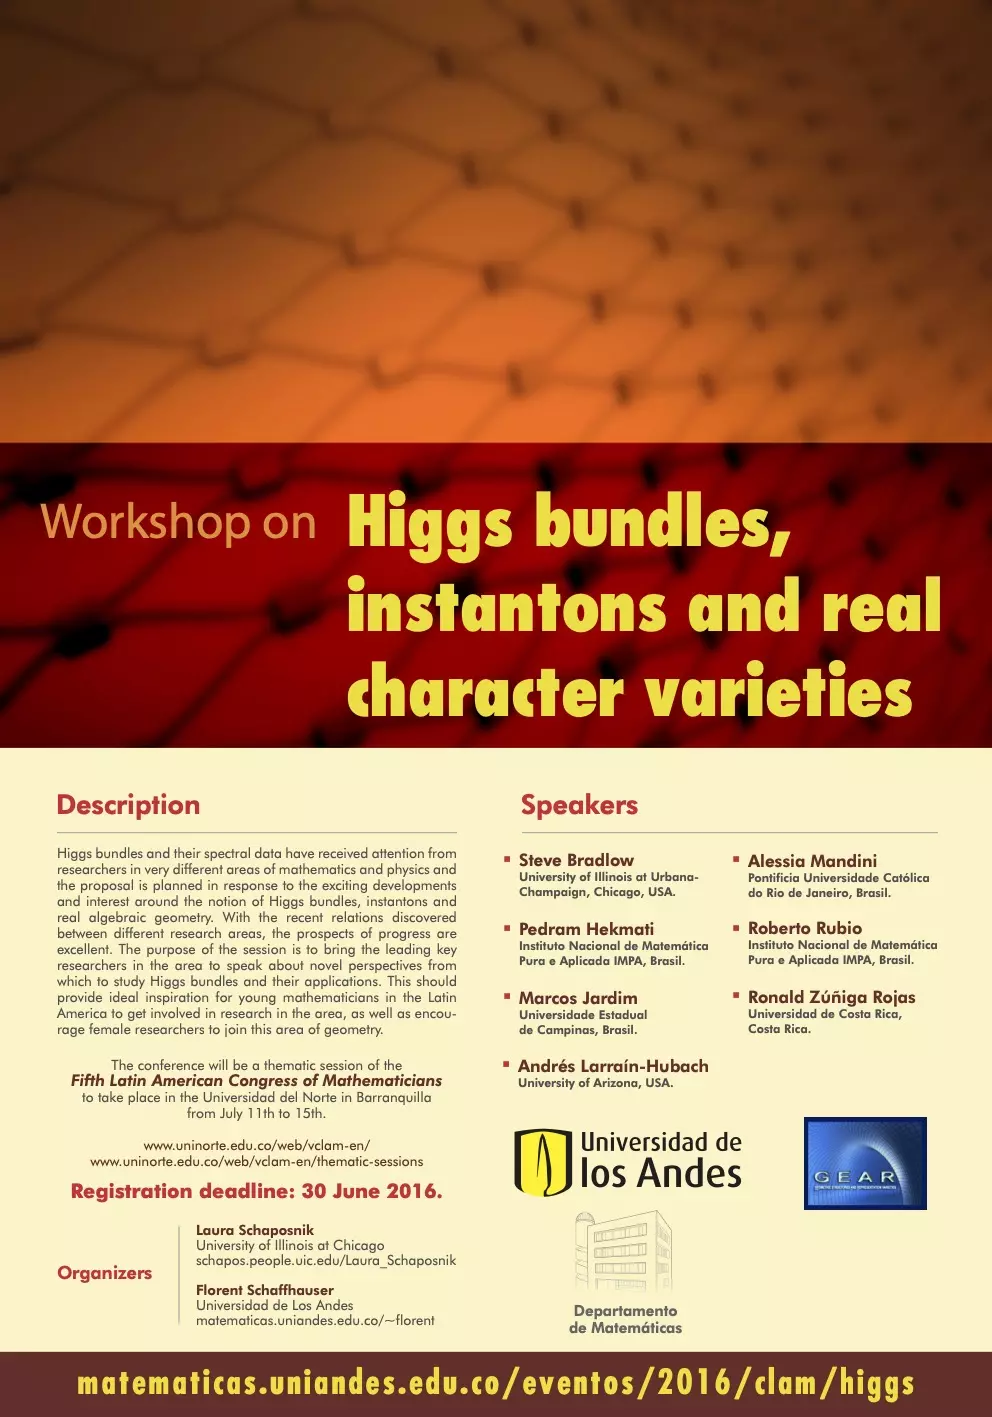 Workshop on
Higgs bundles,
instantons and real
character varieties
Description
Higgs bundles and their spectral data have received attention from
researchers in very different areas of mathematics and physics and
the proposal is planned in response to the exciting developments
and interest around the notion of Higgs bundles, instantons and
real algebraic geometry. With the recent relations discovered
between different research areas, the prospects of progress are
excellent. The purpose of the session is to bring the leading key
researchers in the area to speak about novel perspectives from
which to study Higgs bundles and their applications. This should
provide ideal inspiration for young mathematicians in the Latin
America to get involved in research in the area, as well as encou-
rage female researchers to join this area of geometry.
The conference will be a thematic session of the
Fifth Latin American Congress of Mathematicians
to take place in the Universidad del Norte in Barranquilla
from July 11th to 15th.
www.uninorte.edu.co/web/vclam-en/
www.uninorte.edu.co/web/vclam-en/thematic-sessions
Registration deadline: 30 June 2016.
Organizers
Laura Schaposnik
University of Illinois at Chicago
schapos.people.uic.edu/Laura_Schaposnik
Florent Schaffhauser
Universidad de Los Andes
matematicas.uniandes.edu.co/~florent
Speakers
Steve Bradlow
University of Illinois at Urbana-
Champaign, Chicago, USA.
Pedram Hekmati
Instituto Nacional de Matemática
Pura e Aplicada IMPA, Brasil.
Marcos Jardim
Universidade Estadual
de Campinas, Brasil.
Andrés Larraín-Hubach
University of Arizona, USA.
Alessia Mandini
Pontificia Universidade Católica
do Rio de Janeiro, Brasil.
Roberto Rubio
Instituto Nacional de Matemática
Pura e Aplicada IMPA, Brasil.
Ronald Zúñiga Rojas
Universidad de Costa Rica,
Costa Rica.
Universidad de
los Andes
GEAR
Departamento
de Matemáticas
matematicas.uniandes.edu.co/eventos/2016/clam/higgs